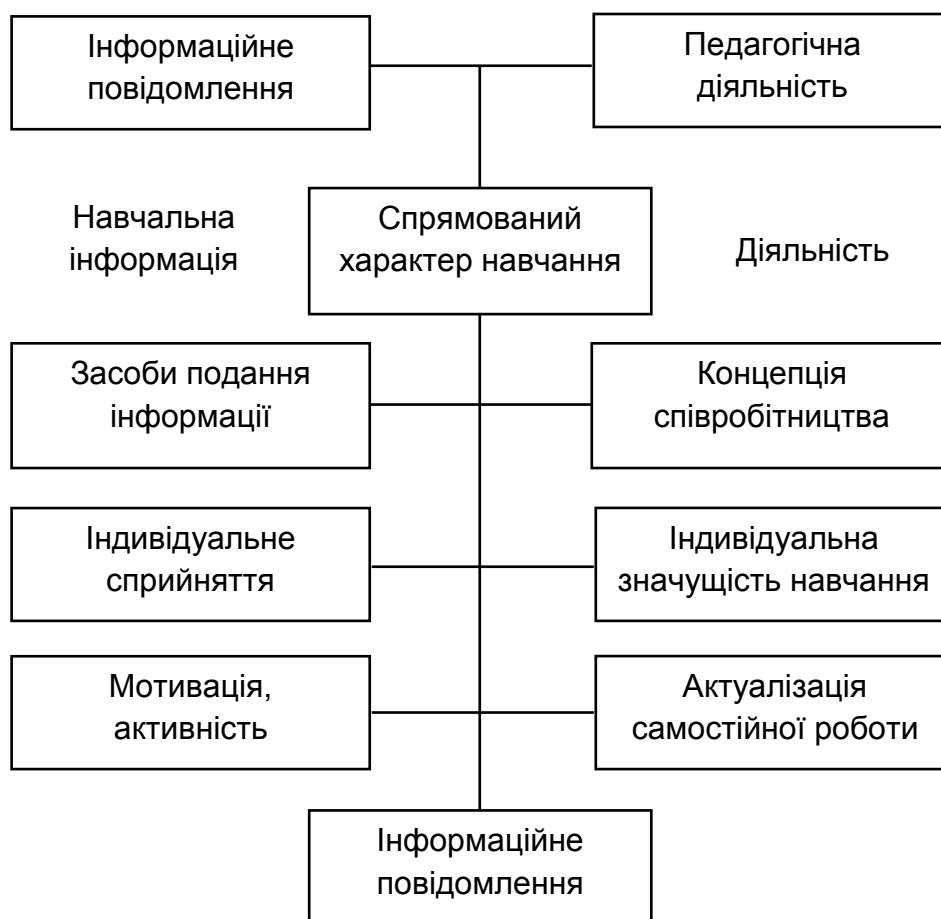 Інформаційне
повідомлення
Педагогічна
діяльність
Навчальна
інформація
Спрямований
характер навчання
Діяльність
Засоби подання
інформації
Концепція
співробітництва
Індивідуальне
сприйняття
Індивідуальна
значущість навчання
Мотивація,
активність
Актуалізація
самостійної роботи
Інформаційне
повідомлення